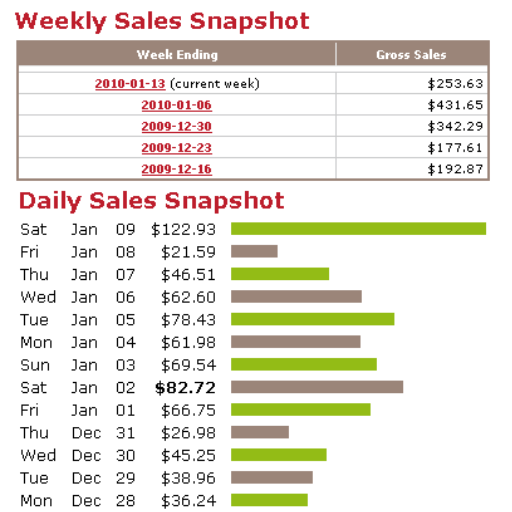 Weekly Sales Snapshot
Week Ending Gross Sales
2010-01-13 (current week) $253.63
2010-01-06 $431.65
2009-12-30 $342.29
2009-12-23 $177.61
2009-12-16 $192.87
Daily Sales Snapshot
Sat Jan 09 $122.93
Fri Jan 08 $21.59
Thu Jan 07 $46.51
Wed Jan 06 $62.60
Tue Jan 05 $78.43
Mon Jan 04 $61.98
Sun Jan 03 $69.54
Sat Jan 02 $82.72
Fri Jan 01 $66.75
Thu Dec 31 $26.98
Wed Dec 30 $45.25
Tue Dec 29 $38.96
Mon Dec 28 $36.24